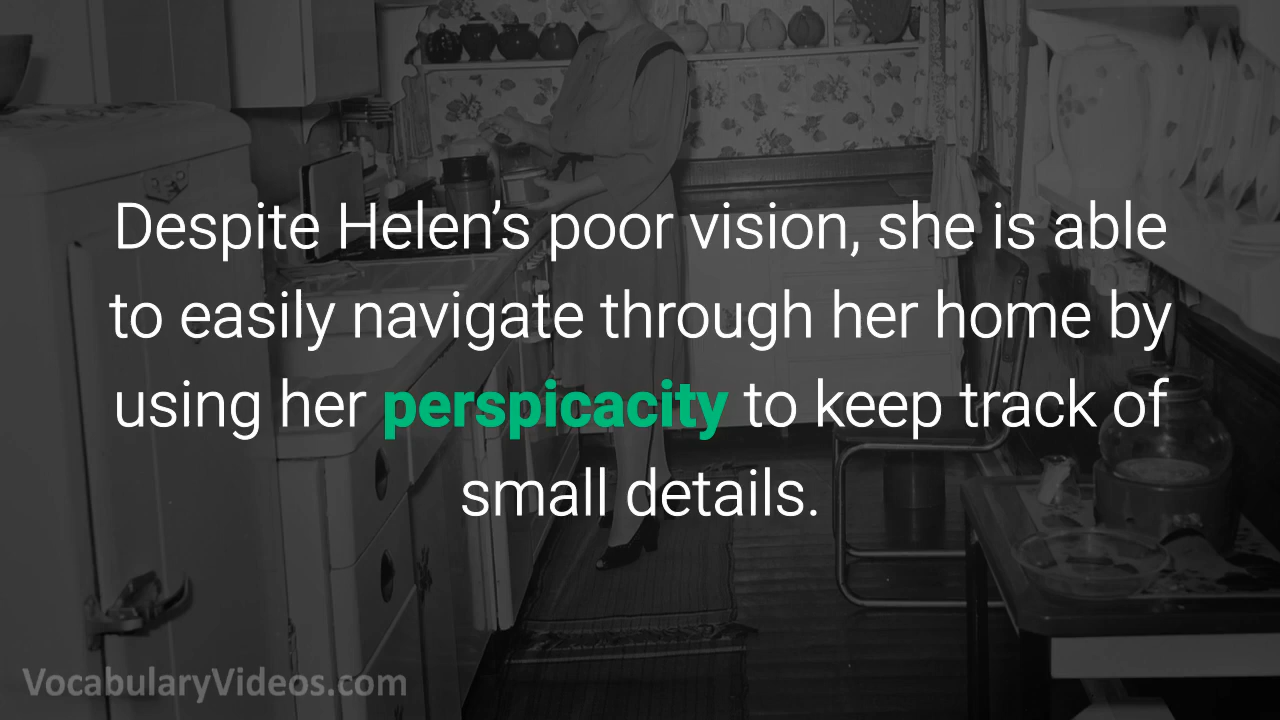 Despite Helen’s poor vision, she is able
to easily navigate through her home by
using her perspicacity to keep track of
small details.
VocabularyVideos.com